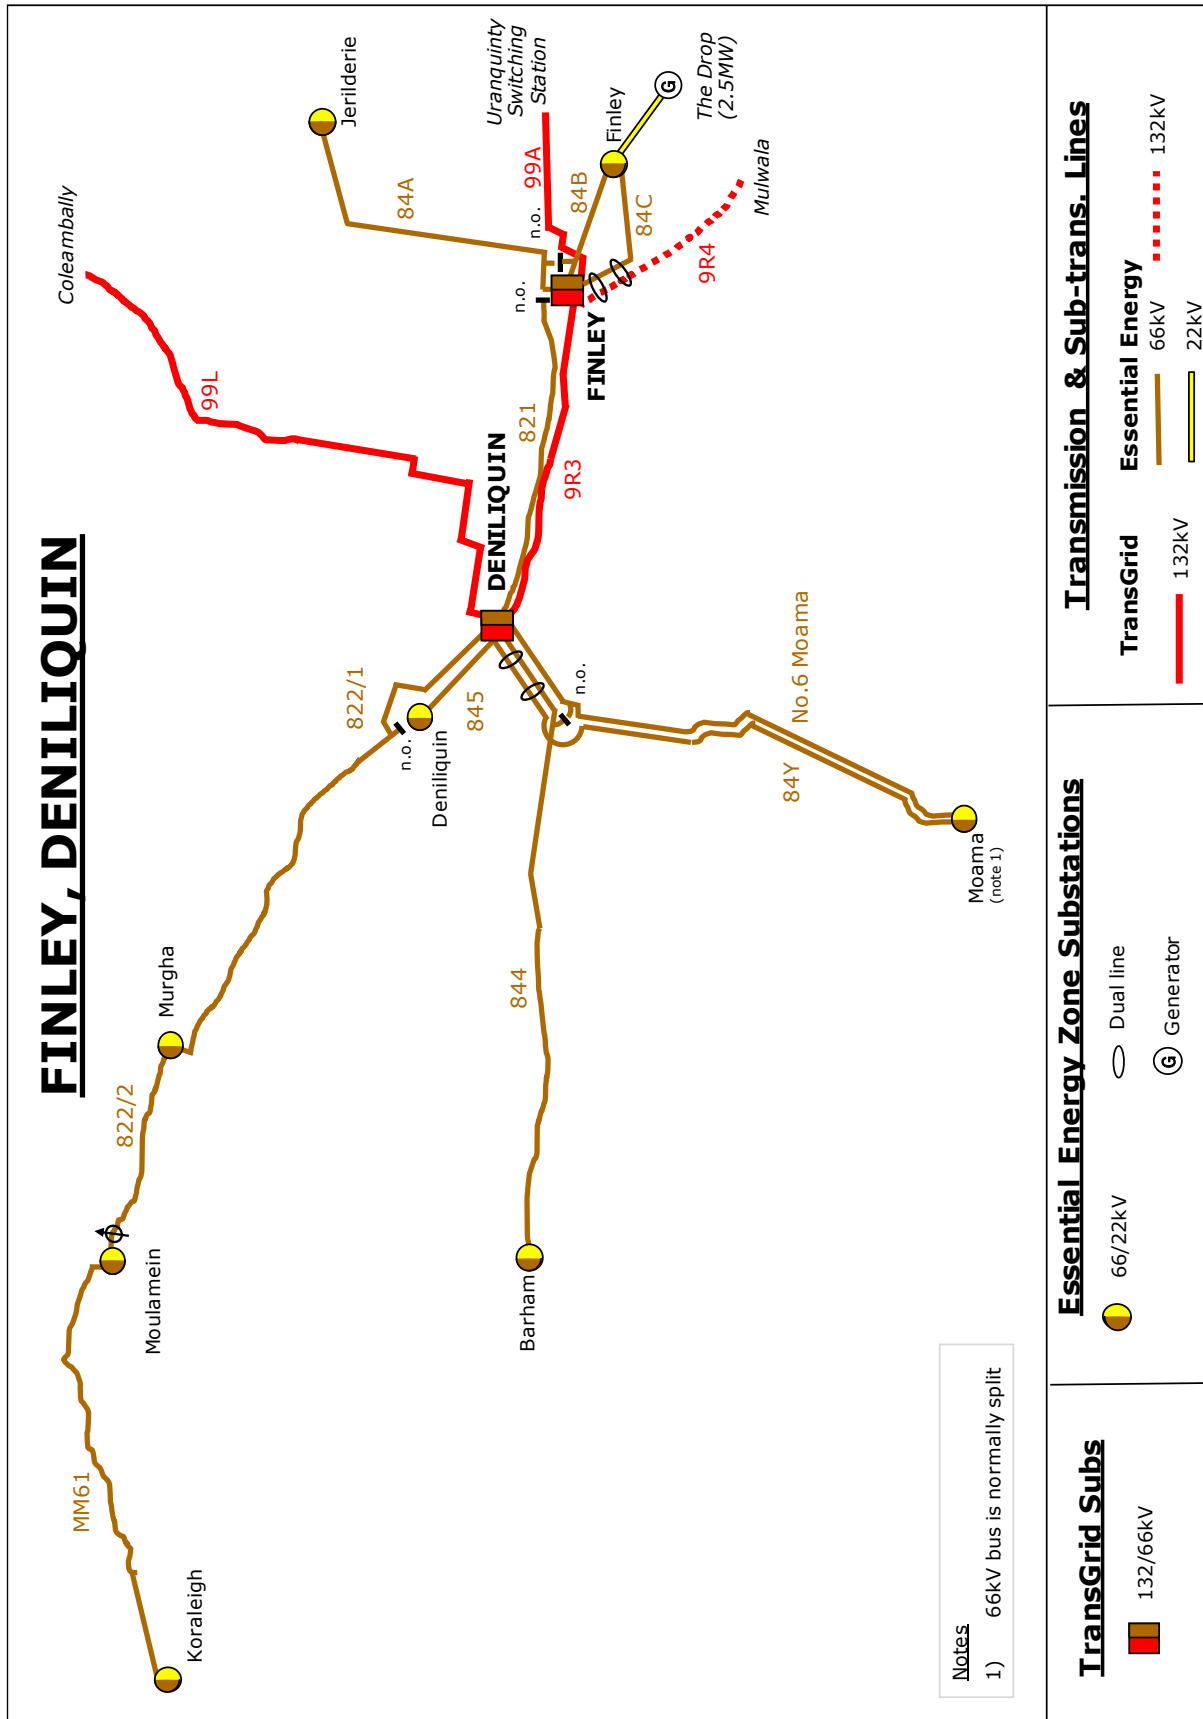 FINLEY, DENILIQUIN
Coleambally
99L
Jerilderie
84A
Uranquinty
Switching
Station
99A
n.o.
n.o.
84B
Finley
84C
The Drop
(2.5MW)
G
Mulwala
9R4
FINLEY
821
9R3
DENILIQUIN
822/1
845
n.o.
Deniliquin
n.o.
No.6 Moama
84Y
Moama
(note 1)
844
Barham
Murgha
822/2
Moulamein
MM61
Koraleigh
Notes
1) 66kV bus is normally split
TransGrid Subs
132/66kV
Essential Energy Zone Substations
66/22kV
Dual line
G Generator
Transmission & Sub-trans. Lines
TransGrid
132kV
Essential Energy
66kV
132kV
22kV